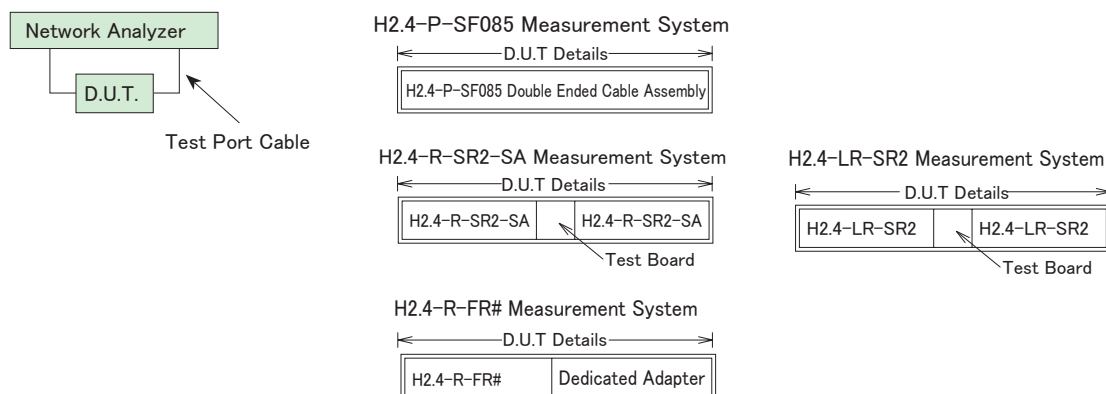 Network Analyzer
D.U.T.
Test Port Cable
H2.4-P-SF085 Measurement System
D.U.T Details
H2.4-P-SF085 Double Ended Cable Assembly
H2.4-R-SR2-SA Measurement System
D.U.T Details
H2.4-R-SR2-SA
H2.4-R-SR2-SA
Test Board
H2.4-LR-SR2 Measurement System
D.U.T Details
H2.4-LR-SR2
H2.4-LR-SR2
Test Board
H2.4-R-FR# Measurement System
D.U.T Details
H2.4-R-FR#
Dedicated Adapter